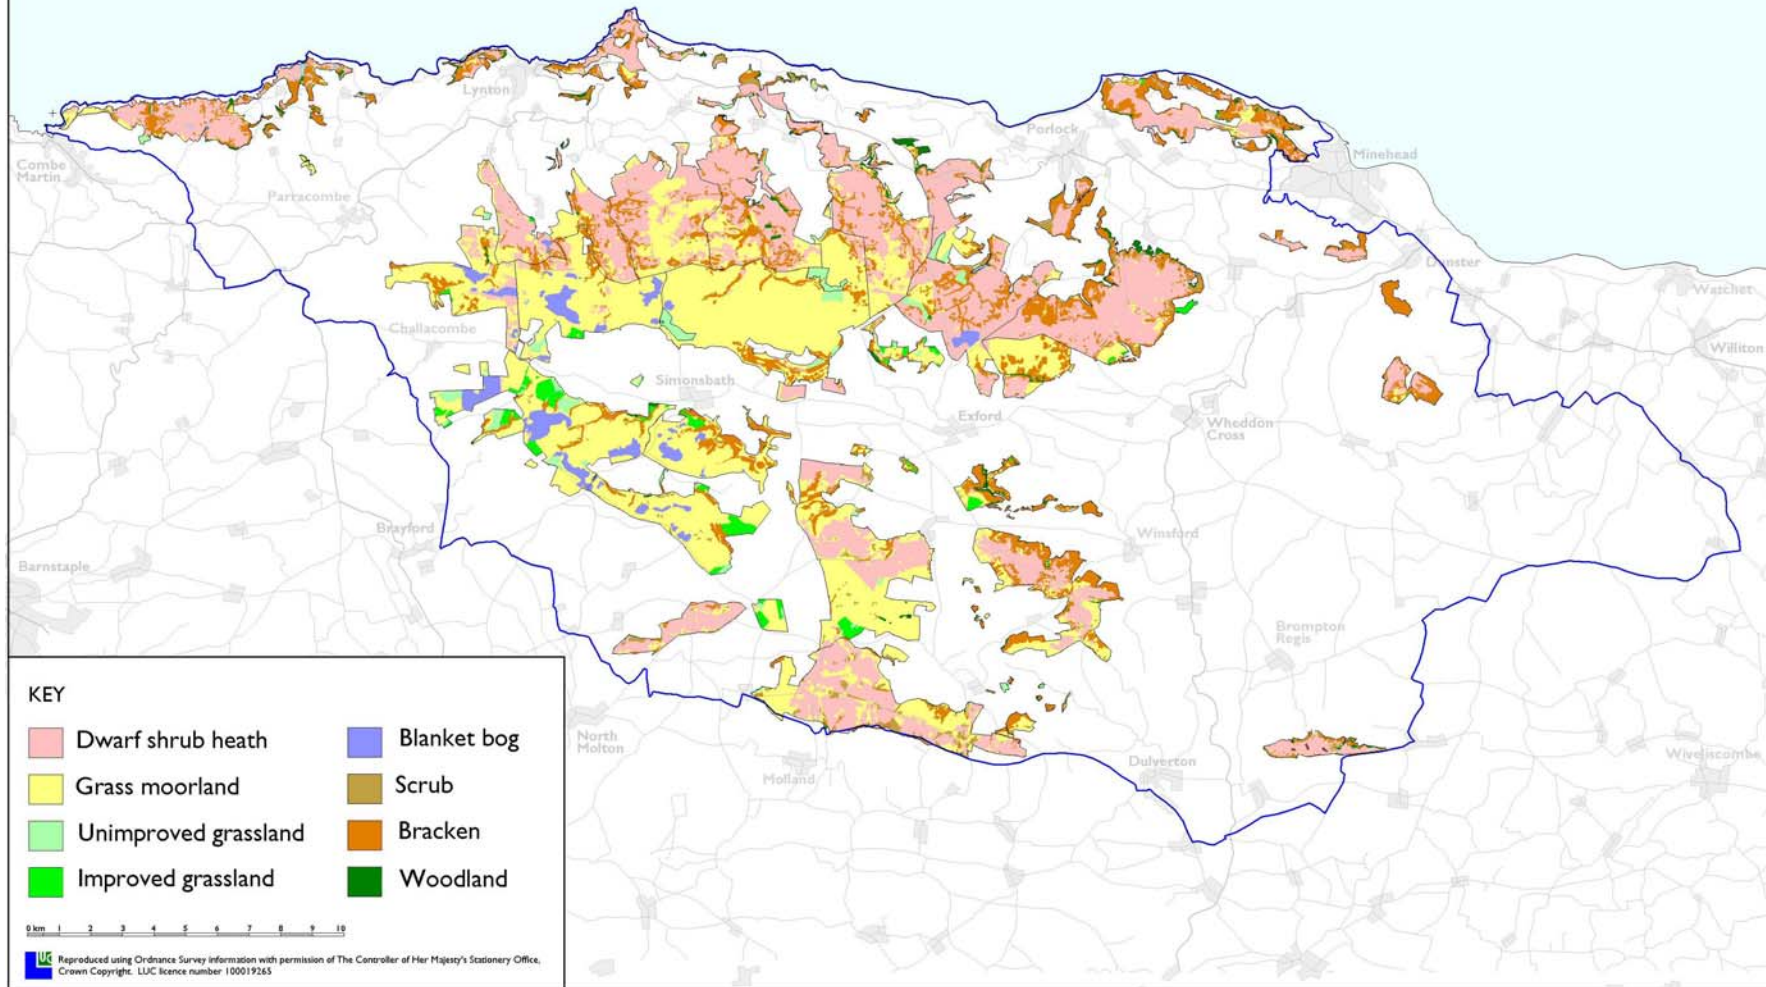 Lynton
Porlock
Minehead
Combe
Martin
Parracombe
Dunster
Watchet
Challacombe
Williton
Simonsbath
Exford
Wheddon
Cross
Brayford
Winsford
Barnstaple
Brompton
Regis
North
Molton
Molland
Dulverton
Wiveliscombe
KEY
Dwarf shrub heath
Grass moorland
Unimproved grassland
Improved grassland
Blanket bog
Scrub
Bracken
Woodland
0 km 1 2 3 4 5 6 7 8 9 10
LUC
Reproduced using Ordnance Survey information with permission of The Controller of Her Majesty's Stationery Office,
Crown Copyright. LUC licence number 100019265